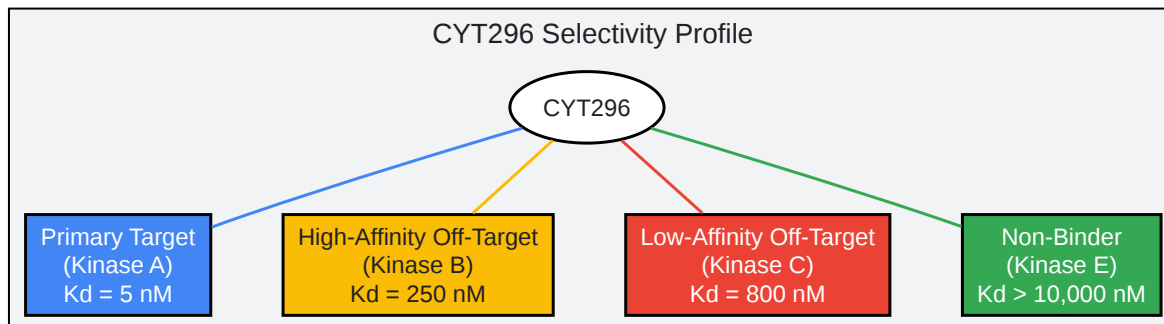 CYT296 Selectivity Profile
CYT296
Primary Target
(Kinase A)
Kd = 5 nM
High-Affinity Off-Target
(Kinase B)
Kd = 250 nM
Low-Affinity Off-Target
(Kinase C)
Kd = 800 nM
Non-Binder
(Kinase E)
Kd > 10,000 nM